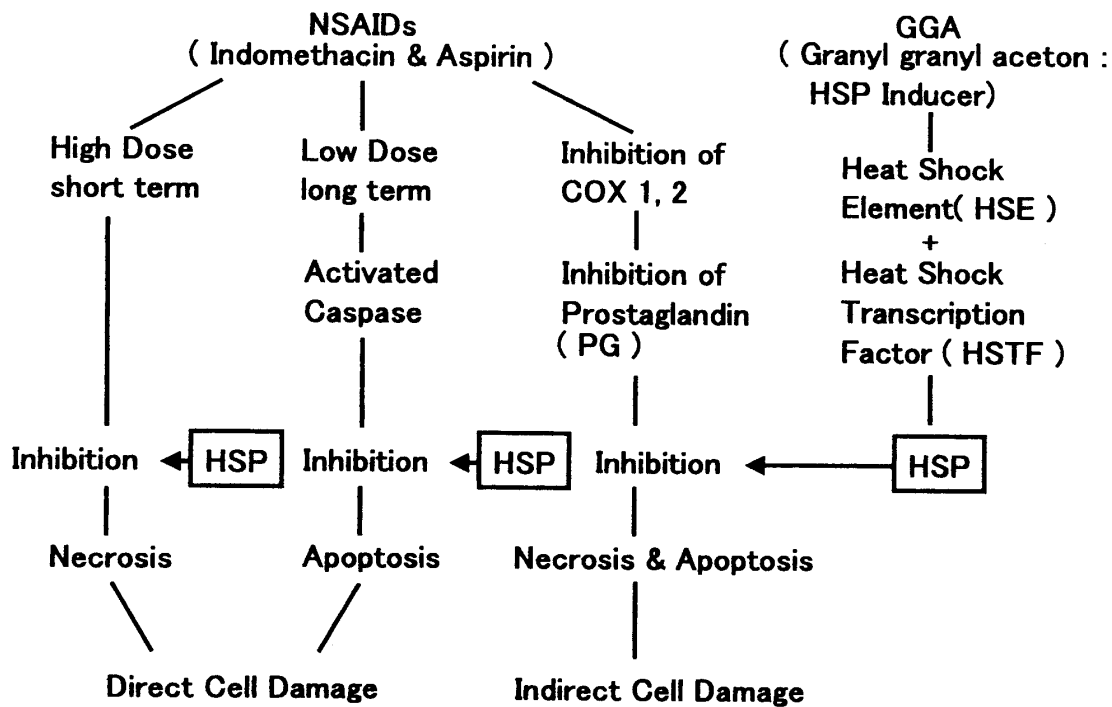 NSAIDs
( Indomethacin & Aspirin )
GGA
( Granyl granyl aceton :
HSP Inducer)
High Dose
short term
Low Dose
long term
Inhibition of
COX 1, 2
Heat Shock
Element( HSE )
+
Heat Shock
Transcription
Factor ( HSTF )
Activated
Caspase
Inhibition of
Prostaglandin
( PG )
Inhibition
HSP
Inhibition
HSP
Inhibition
HSP
Necrosis
Apoptosis
Necrosis & Apoptosis
Direct Cell Damage
Indirect Cell Damage